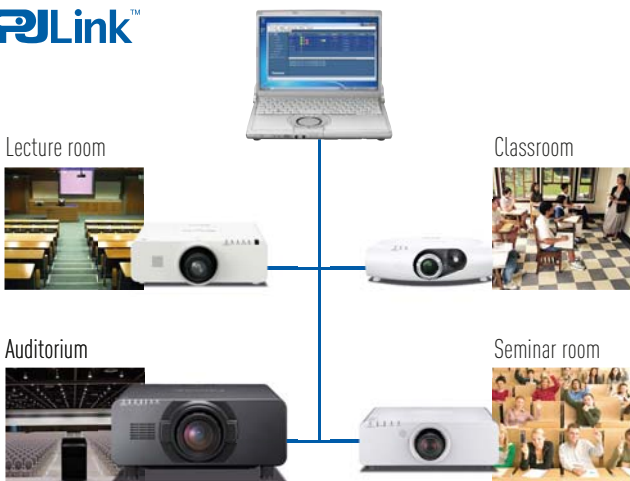 PJLink™
Lecture room
Classroom
Auditorium
Seminar room